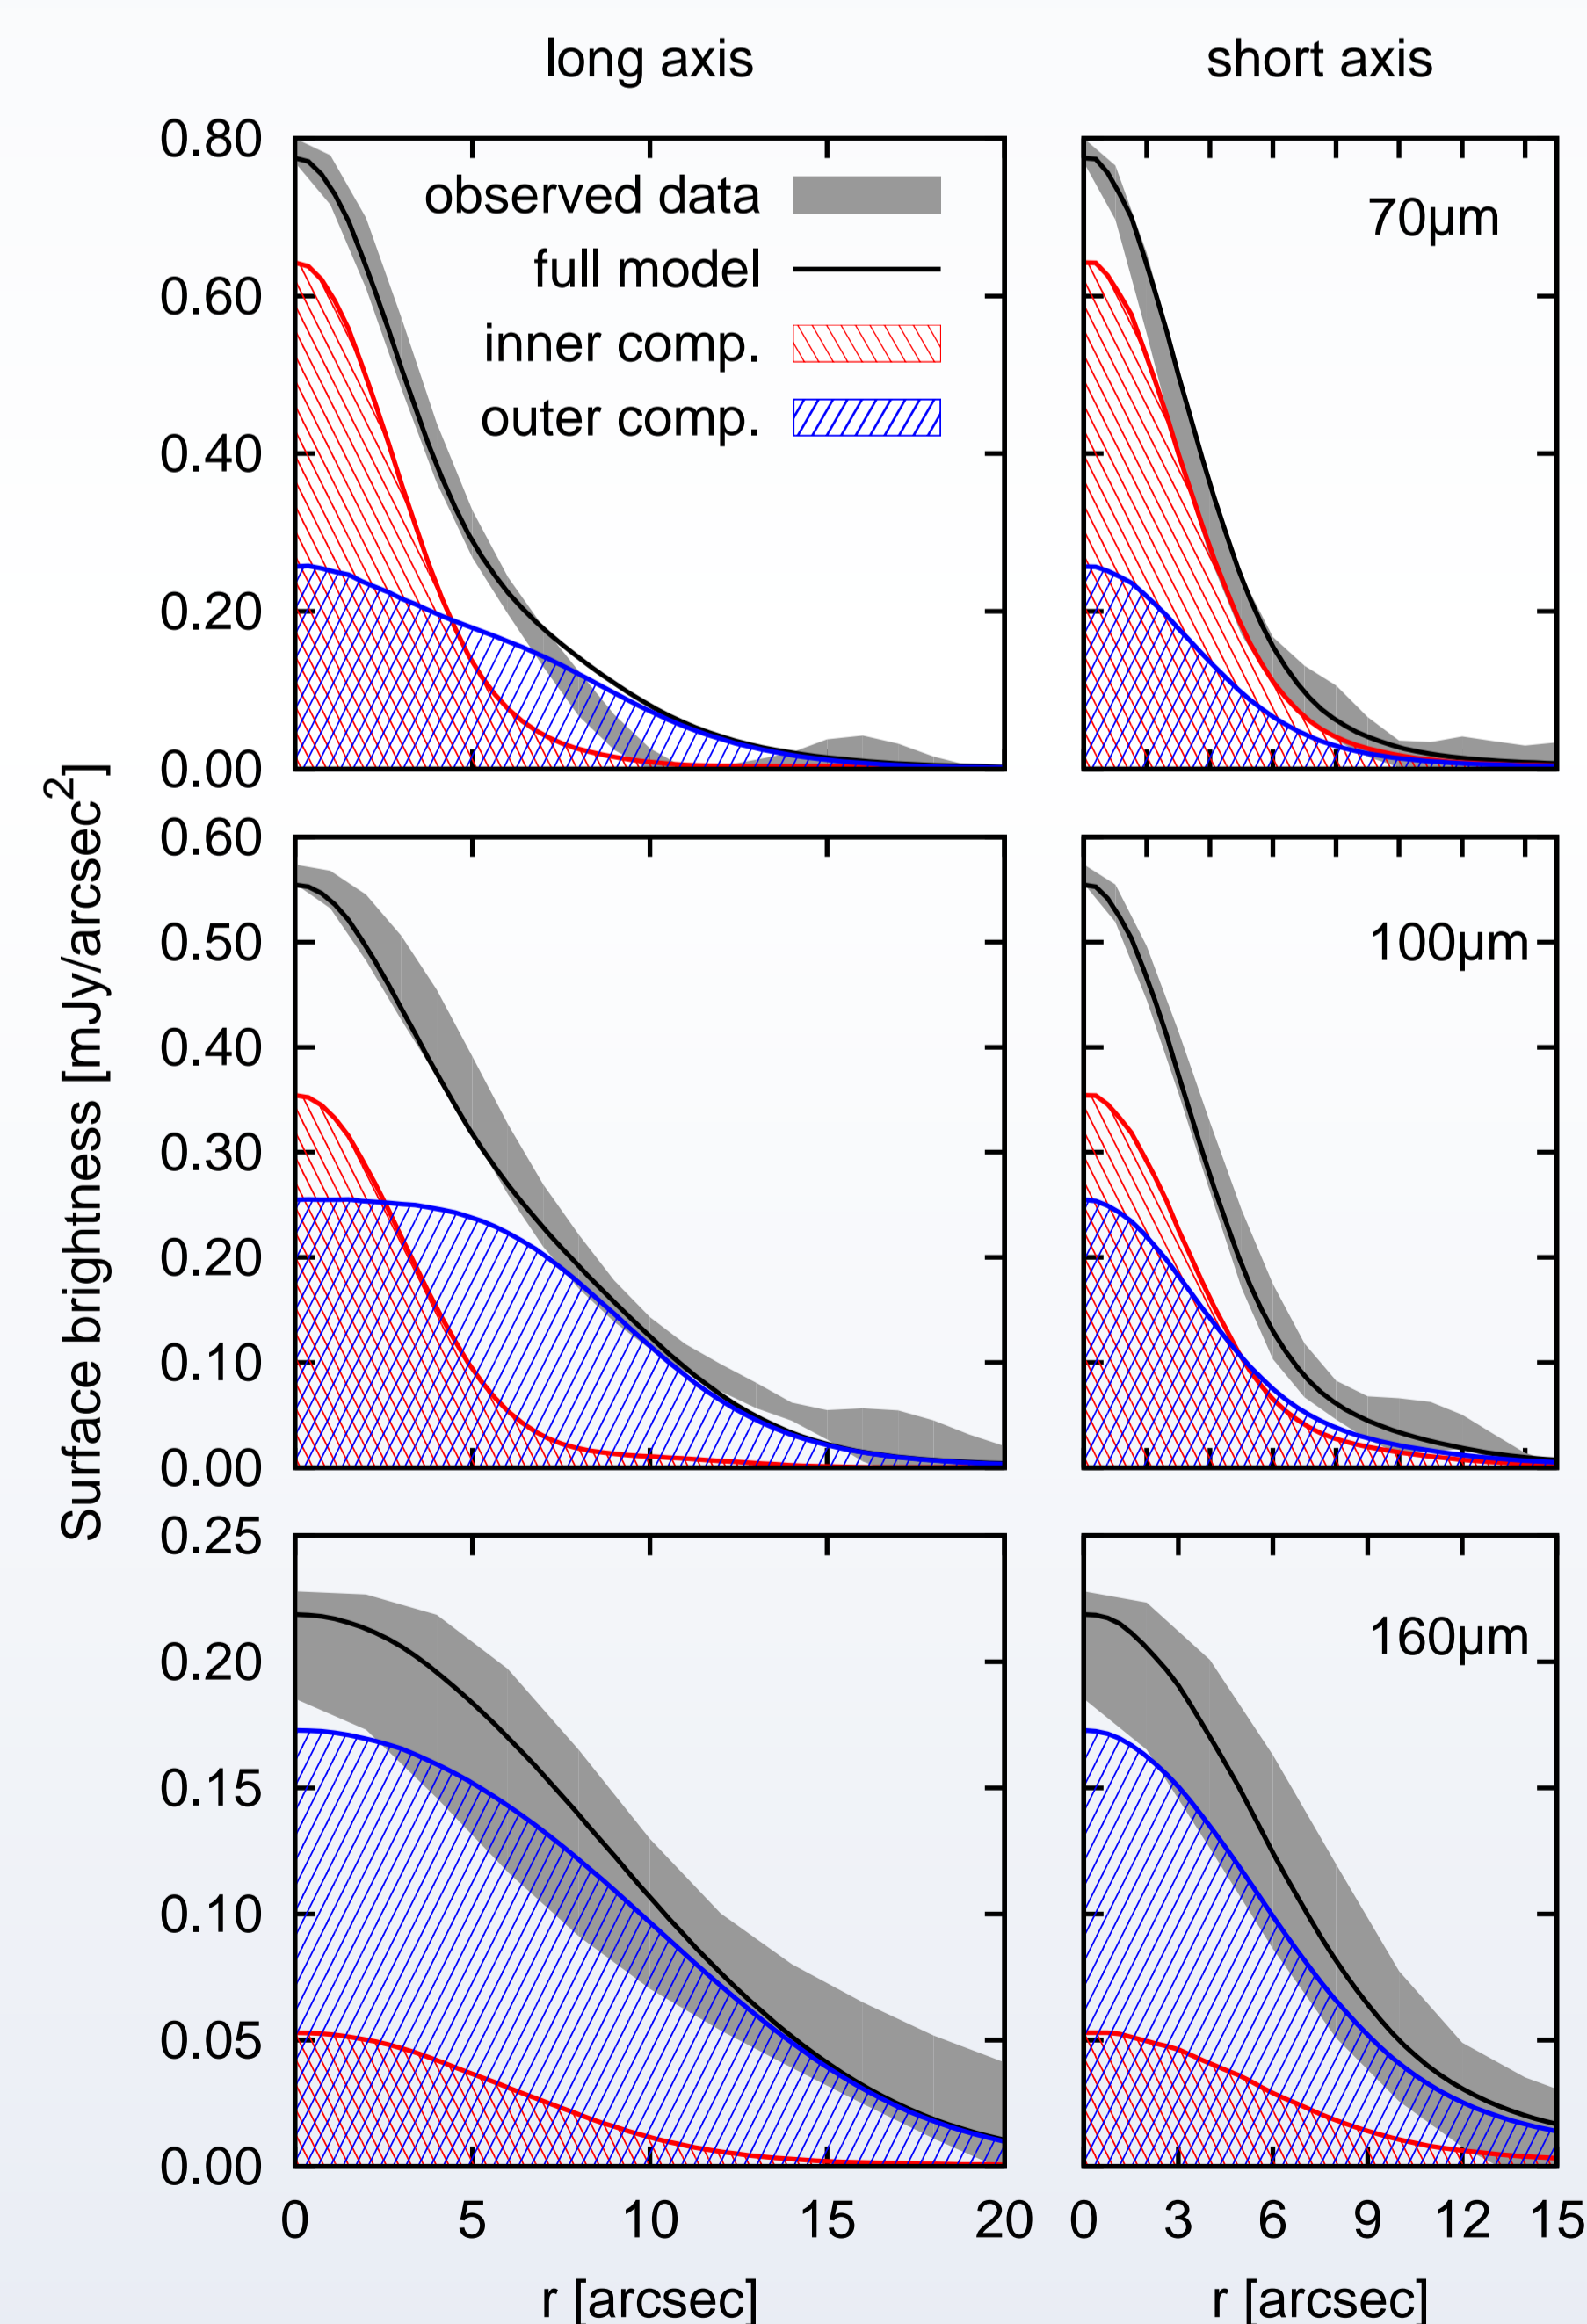 long axis
short axis
0.80
0.60
0.40
0.20
0.00
observed data
full model
inner comp.
outer comp.
70µm
Surface brightness [mJy/arcsec²]
0.60
0.50
0.40
0.30
0.20
0.10
0.00
100µm
0.25
0.20
0.15
0.10
0.05
0.00
160µm
0 5 10 15 20
0 3 6 9 12 15
r [arcsec]
r [arcsec]